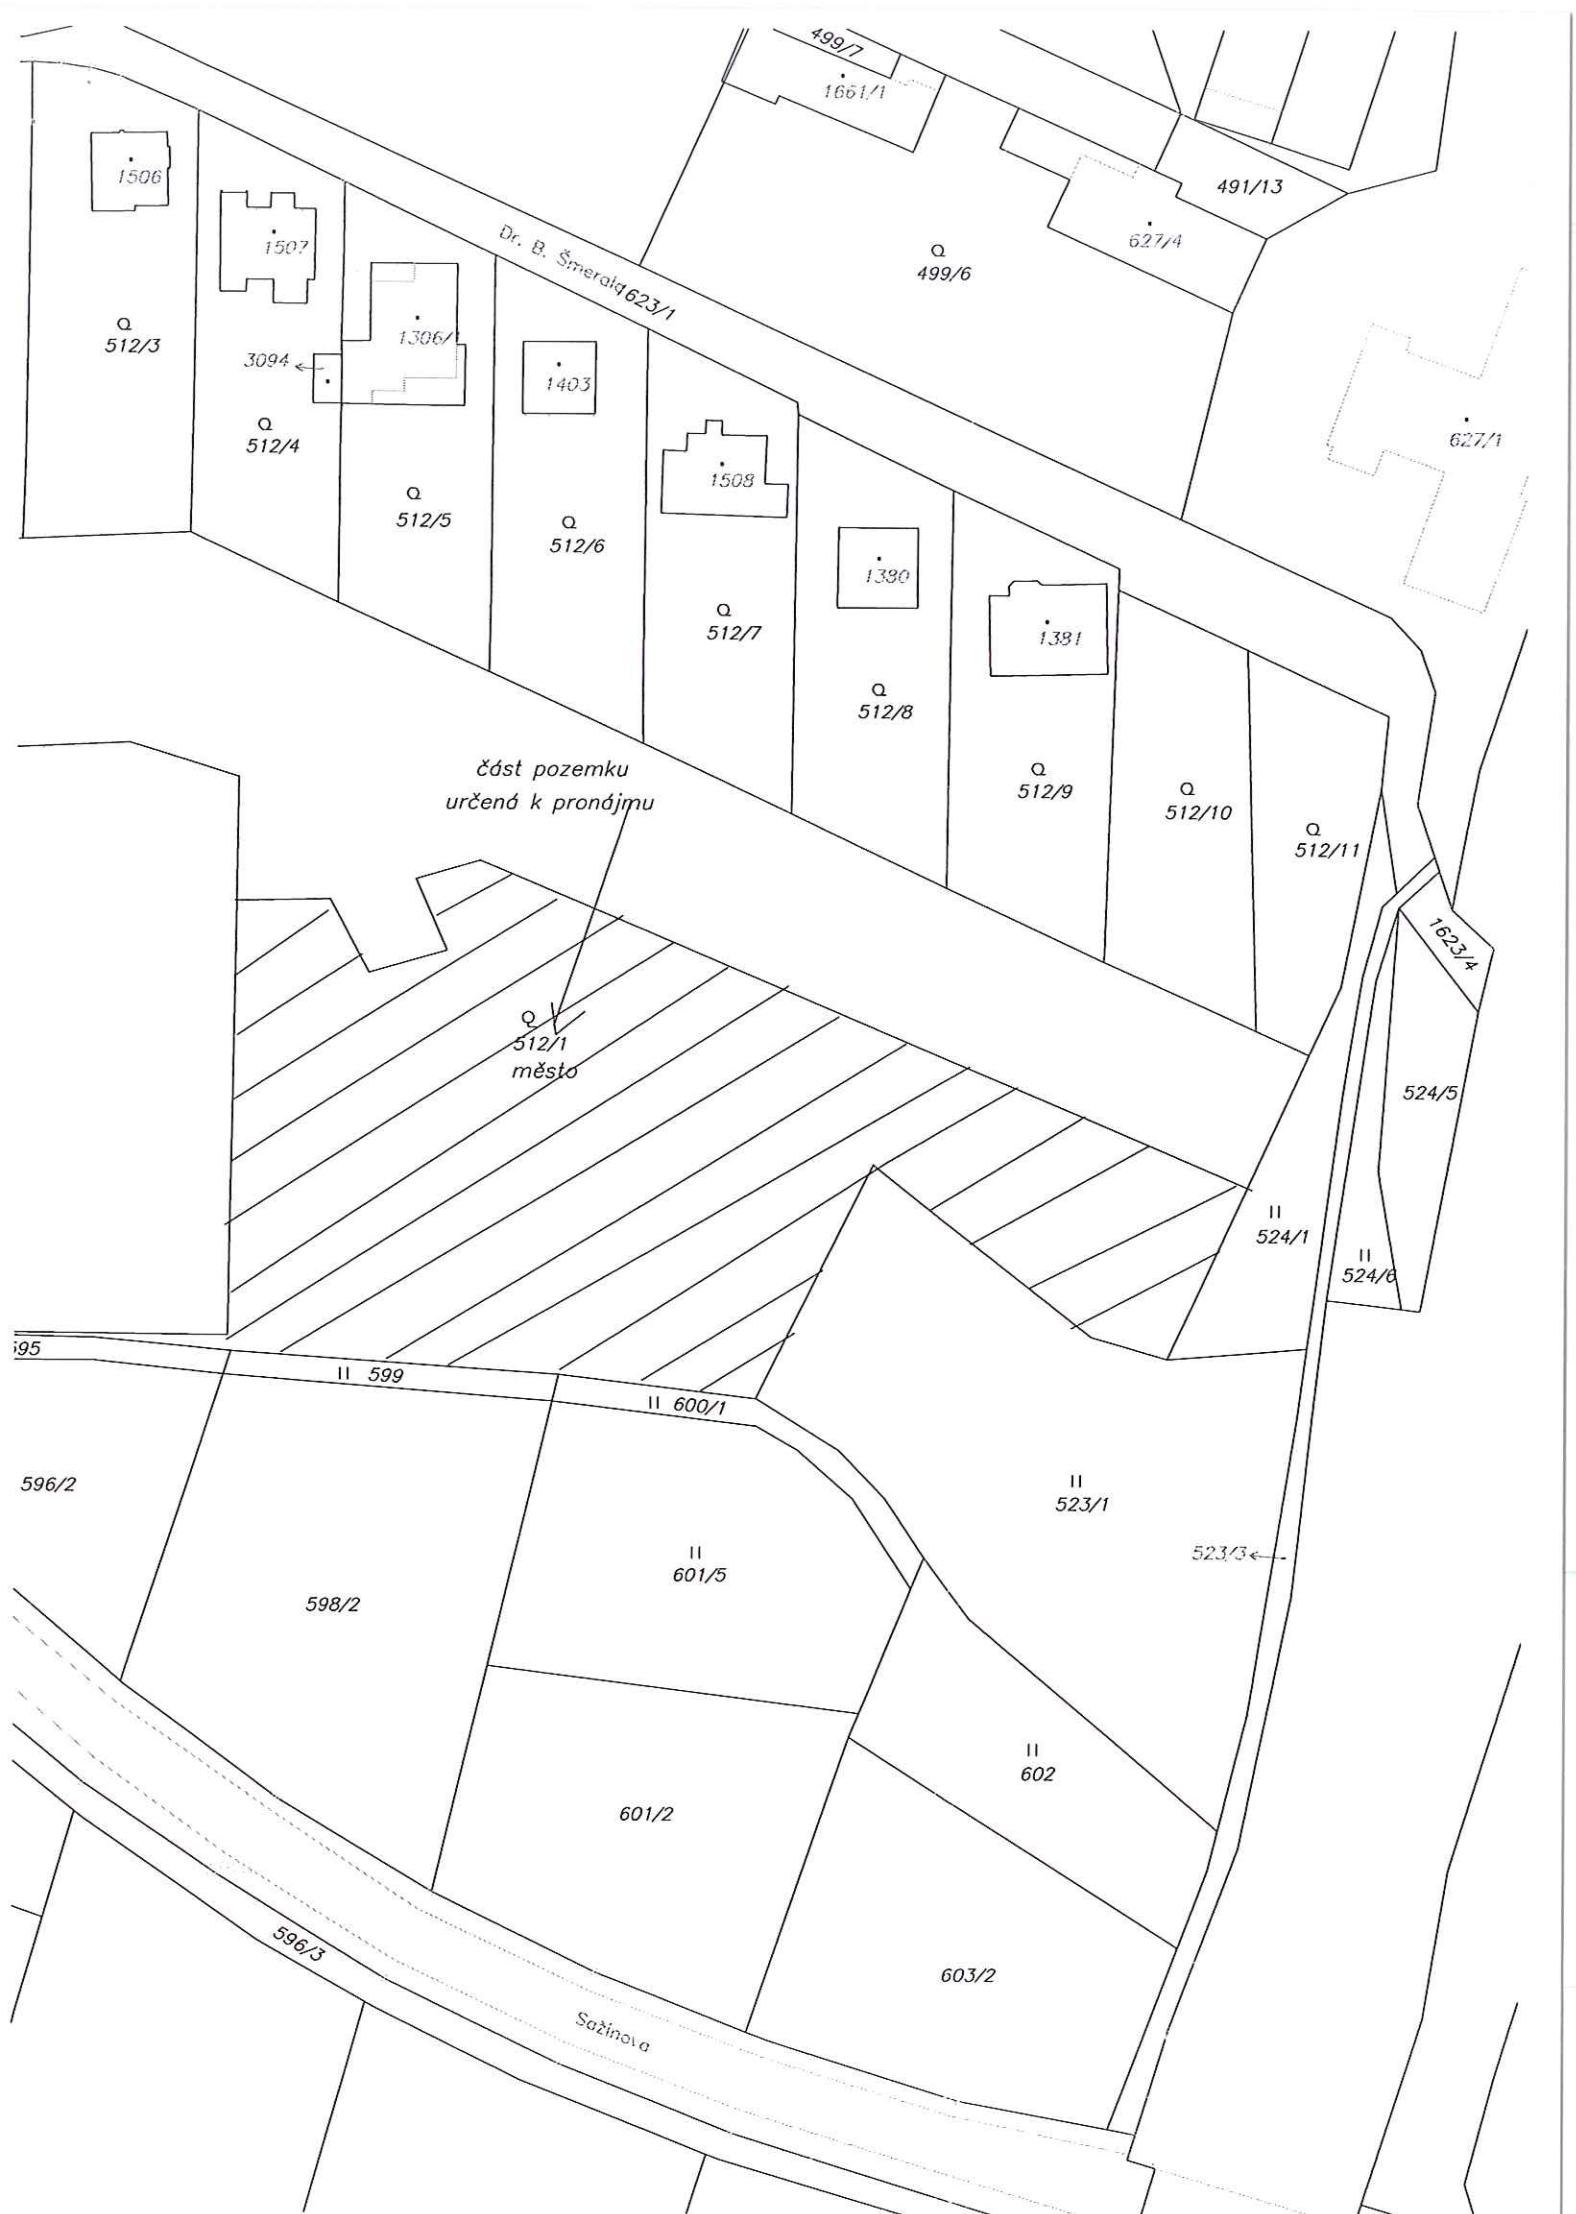 499/7
1661/1
1506
491/13
1507
627/4
Dr. B. Šmerala
1623/1
Q
499/6
Q
512/3
1306/1
3094
1403
Q
512/4
627/1
1508
Q
512/5
Q
512/6
1380
Q
512/7
1381
Q
512/8
část pozemku
určená k pronájmu
Q
512/9
Q
512/10
Q
512/11
1623/4
Q
512/1
město
524/5
II
524/1
II
524/6
595
II 599
II 600/1
596/2
II
523/1
523/3
II
601/5
598/2
II
602
601/2
596/3
603/2
Sažinova